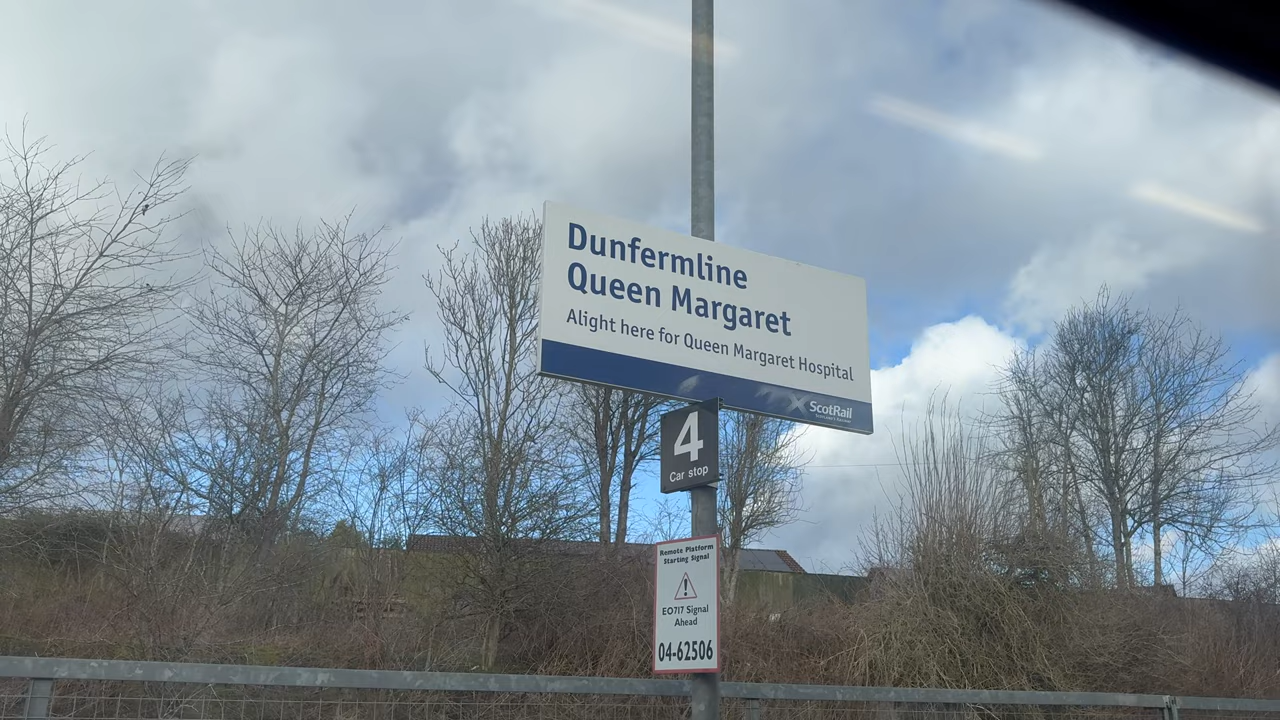 Dunfermline
Queen Margaret
Alight here for Queen Margaret Hospital
ScotRail
4
Car stop
Remote Platform
Starting Signal
EO717 Signal
Ahead
04-62506